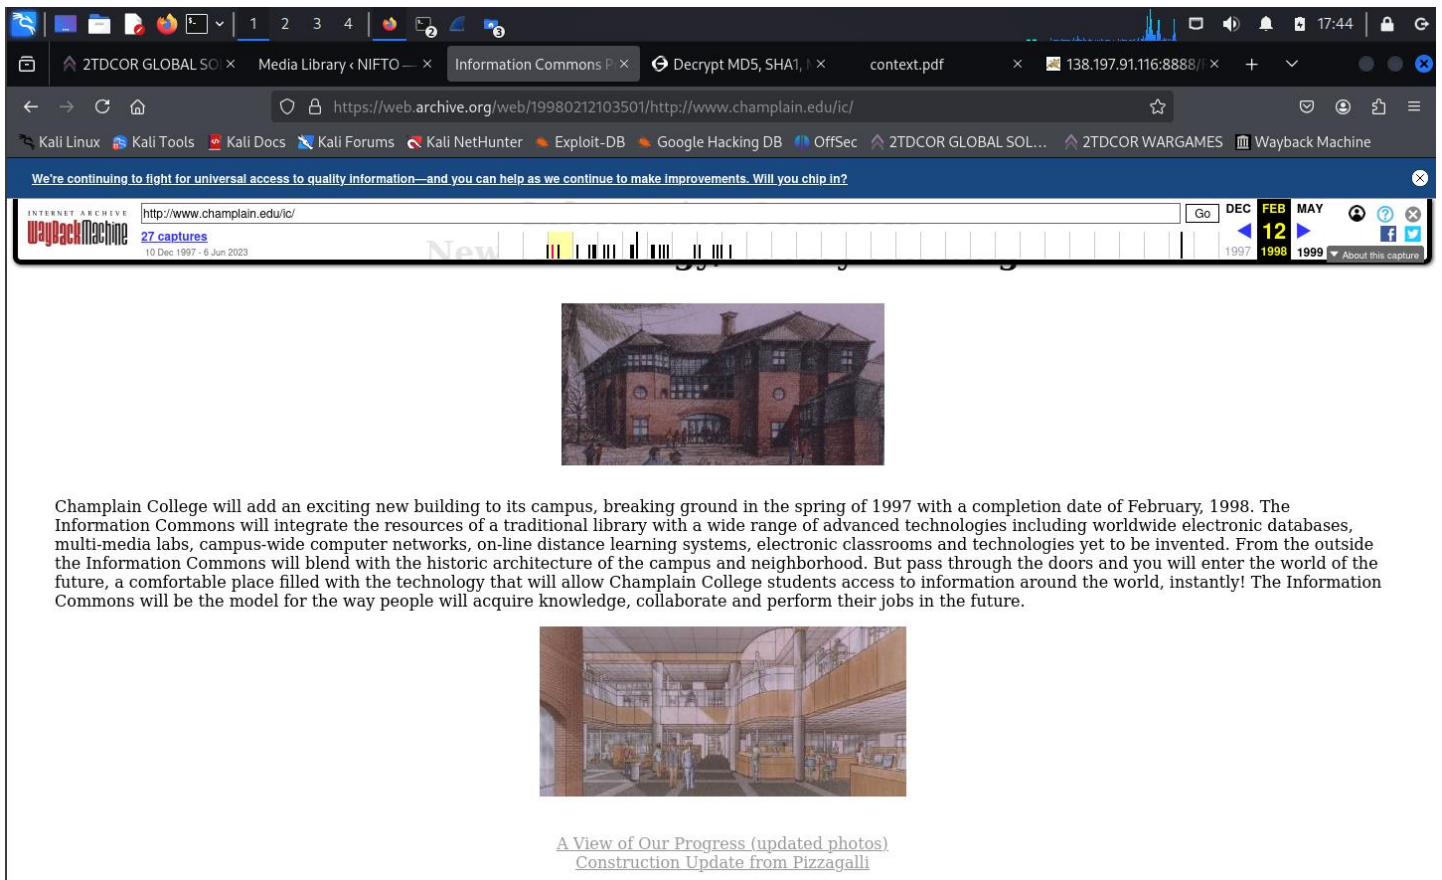 1 2 3 4 2 3 17:44
2TDCOR GLOBAL SO Media Library ‹ NIFTO — Information Commons P Decrypt MD5, SHA1, context.pdf 138.197.91.116:8888/
https://web.archive.org/web/19980212103501/http://www.champlain.edu/ic/
Kali Linux Kali Tools Kali Docs Kali Forums Kali NetHunter Exploit-DB Google Hacking DB OffSec 2TDCOR GLOBAL SOL... 2TDCOR WARGAMES Wayback Machine
We're continuing to fight for universal access to quality information—and you can help as we continue to make improvements. Will you chip in?
INTERNET ARCHIVE http://www.champlain.edu/ic/ Go DEC FEB MAY
WayBackMachine 27 captures 12
10 Dec 1997 - 6 Jun 2023 1997 1998 1999 About this capture
New
Champlain College will add an exciting new building to its campus, breaking ground in the spring of 1997 with a completion date of February, 1998. The
Information Commons will integrate the resources of a traditional library with a wide range of advanced technologies including worldwide electronic databases,
multi-media labs, campus-wide computer networks, on-line distance learning systems, electronic classrooms and technologies yet to be invented. From the outside
the Information Commons will blend with the historic architecture of the campus and neighborhood. But pass through the doors and you will enter the world of the
future, a comfortable place filled with the technology that will allow Champlain College students access to information around the world, instantly! The Information
Commons will be the model for the way people will acquire knowledge, collaborate and perform their jobs in the future.
A View of Our Progress (updated photos)
Construction Update from Pizzagalli